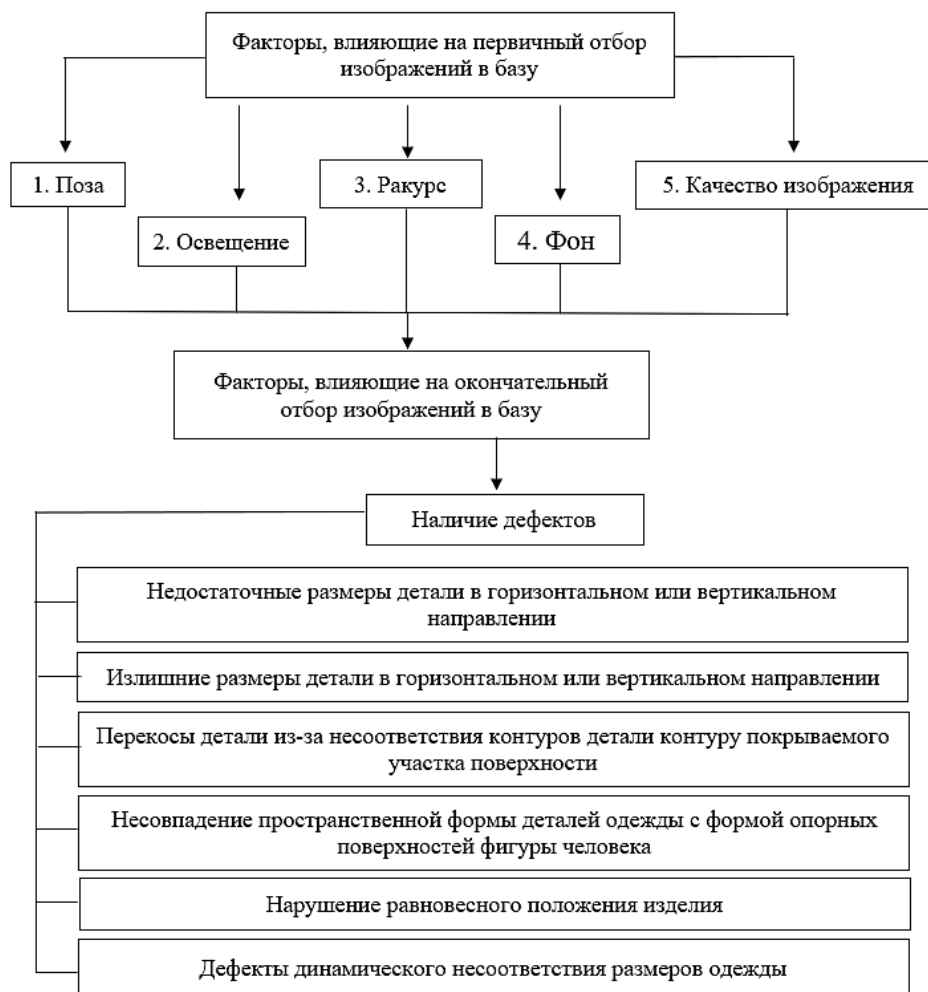 Факторы, влияющие на первичный отбор
изображений в базу
1. Поза
3. Ракурс
5. Качество изображения
2. Освещение
4. Фон
Факторы, влияющие на окончательный
отбор изображений в базу
Наличие дефектов
Недостаточные размеры детали в горизонтальном или вертикальном
направлении
Излишние размеры детали в горизонтальном или вертикальном направлении
Перекосы детали из-за несоответствия контуров детали контуру покрываемого
участка поверхности
Несовпадение пространственной формы деталей одежды с формой опорных
поверхностей фигуры человека
Нарушение равновесного положения изделия
Дефекты динамического несоответствия размеров одежды